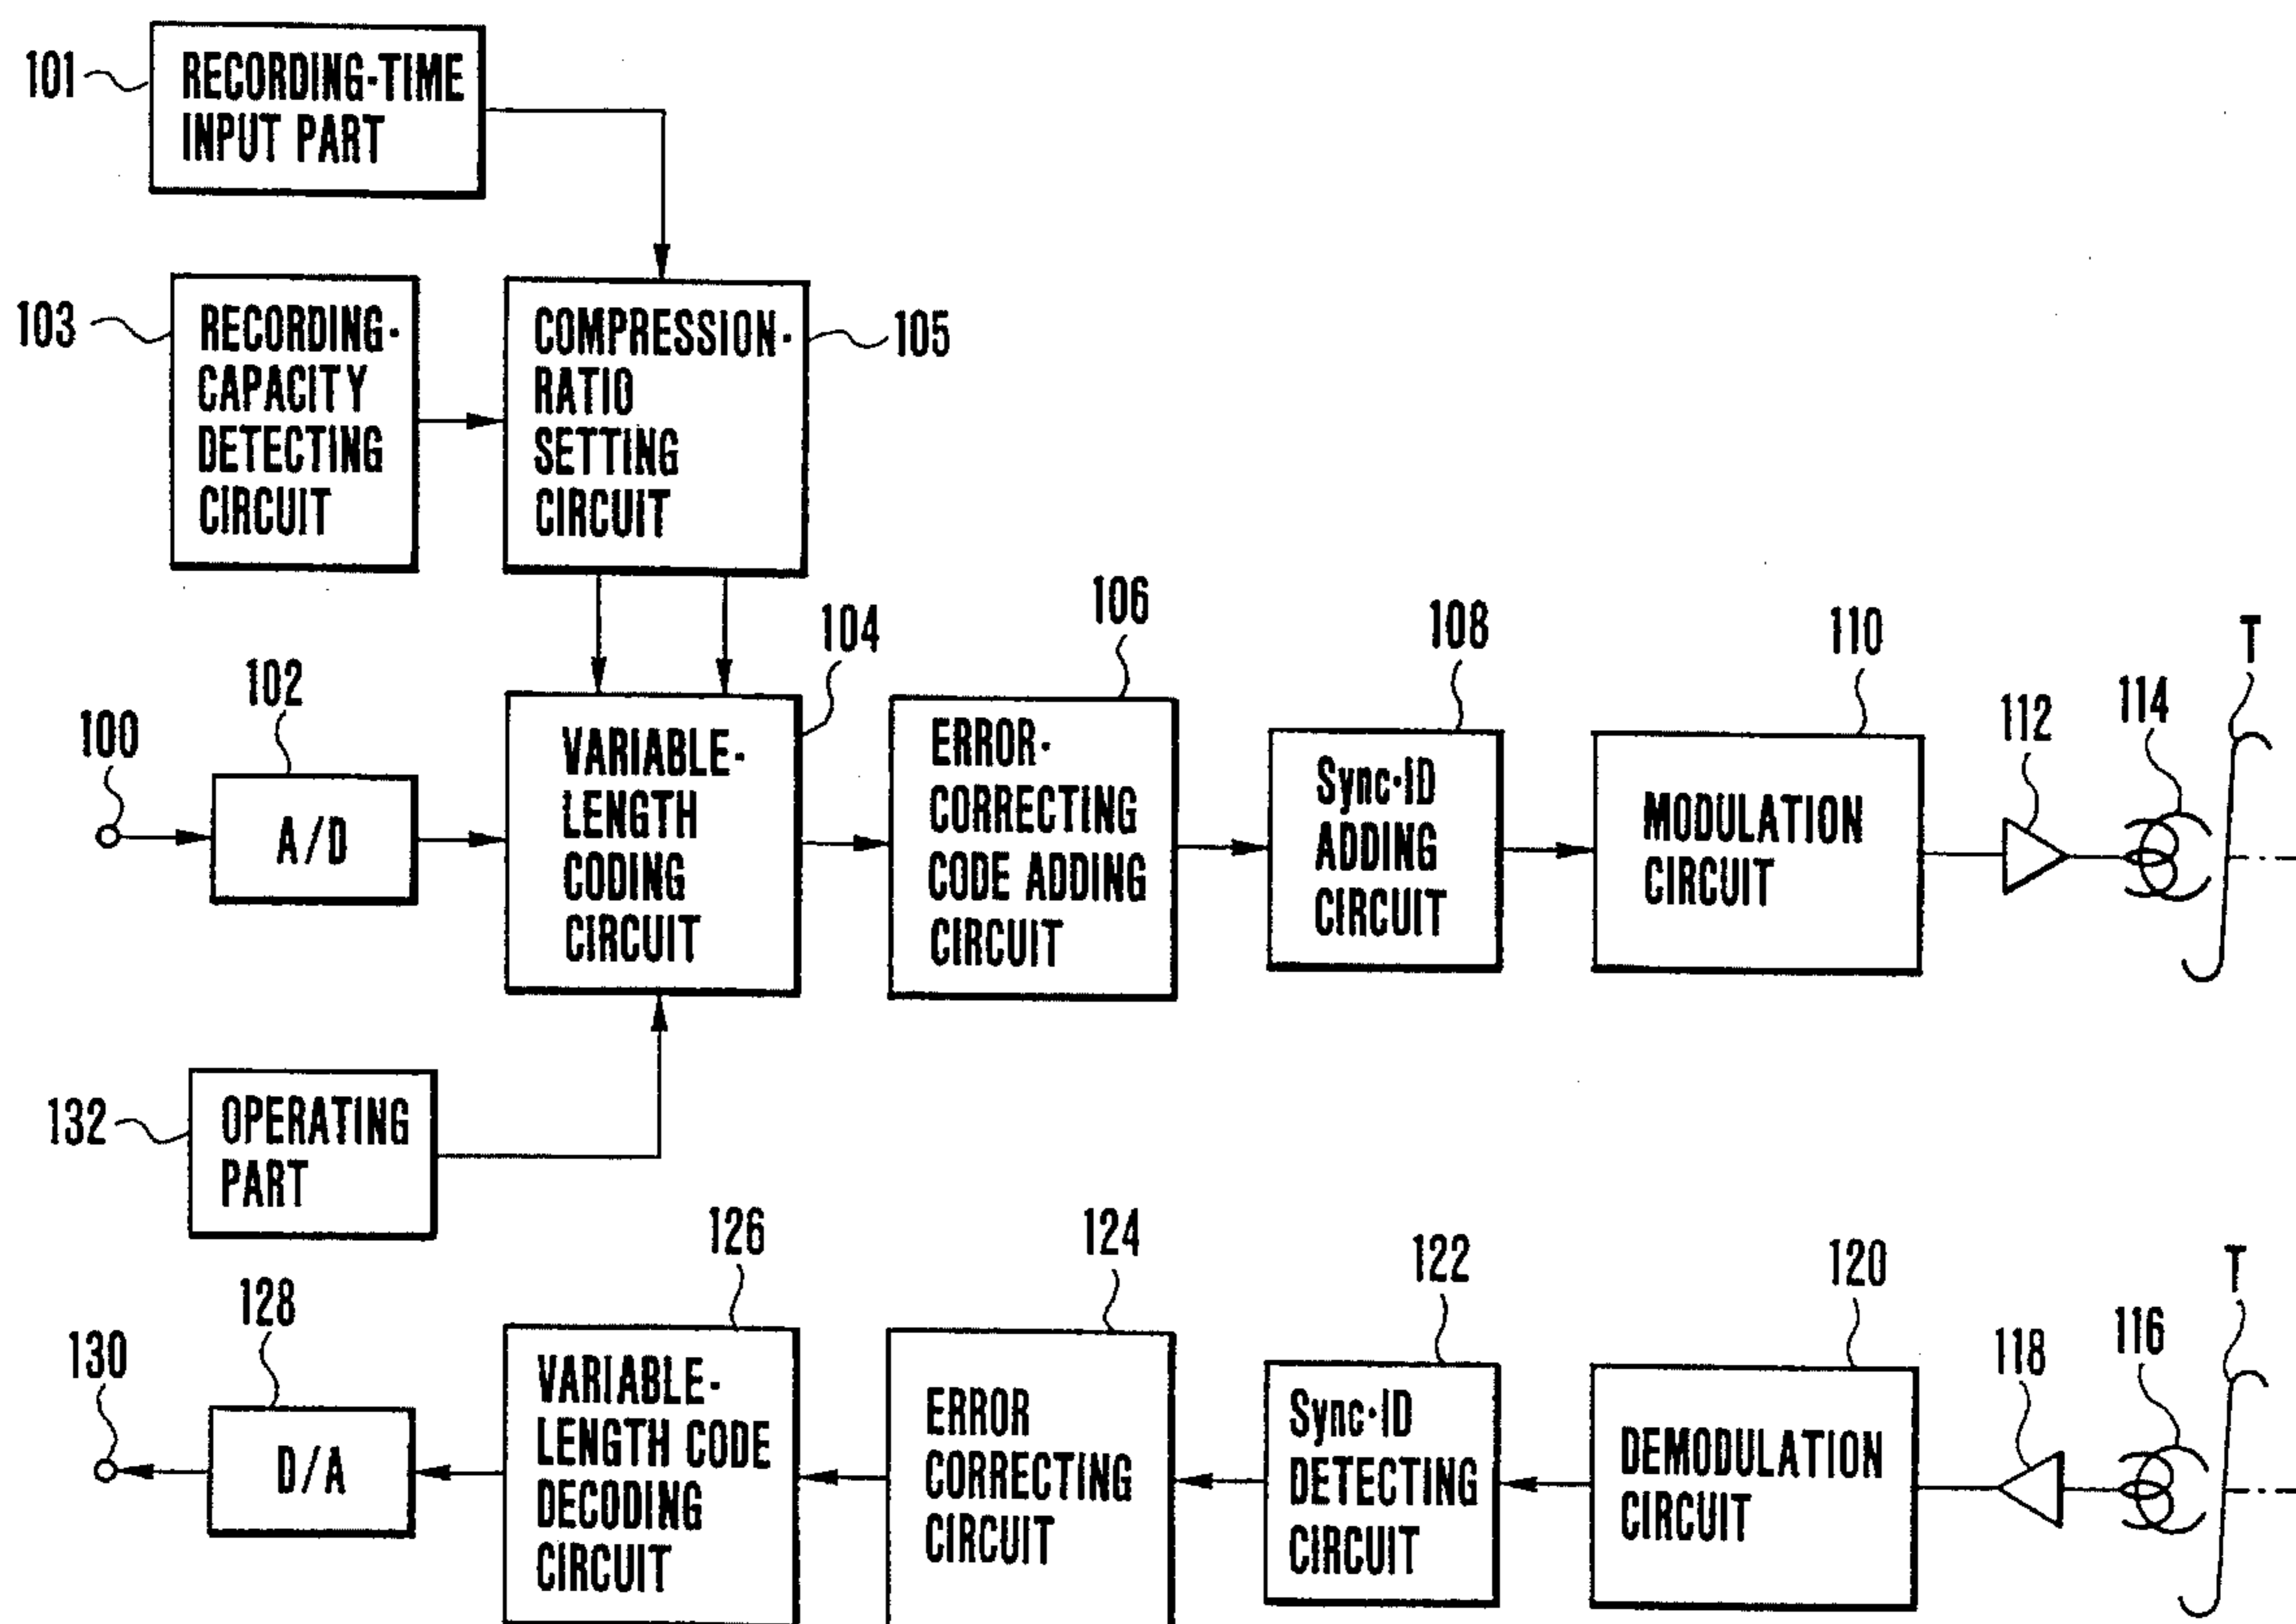 101
RECORDING-TIME
INPUT PART
103
RECORDING-
CAPACITY
DETECTING
CIRCUIT
COMPRESSION-
RATIO
SETTING
CIRCUIT
105
100
102
A/D
104
VARIABLE-
LENGTH
CODING
CIRCUIT
106
ERROR-
CORRECTING
CODE ADDING
CIRCUIT
108
Sync·ID
ADDING
CIRCUIT
110
MODULATION
CIRCUIT
112
114
T
132
OPERATING
PART
130
128
D/A
126
VARIABLE-
LENGTH CODE
DECODING
CIRCUIT
124
ERROR
CORRECTING
CIRCUIT
122
Sync·ID
DETECTING
CIRCUIT
120
DEMODULATION
CIRCUIT
118
116
T